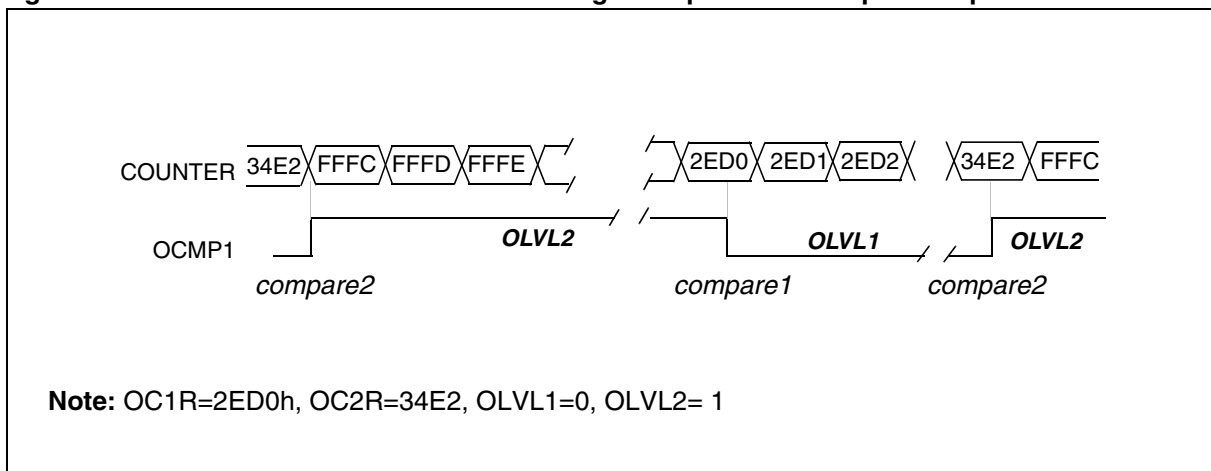 COUNTER 34E2 FFFC FFFD FFFE 2ED0 2ED1 2ED2 34E2 FFFC
OCMP1 OLVL2 OLVL1 OLVL2
compare2 compare1 compare2
Note: OC1R=2ED0h, OC2R=34E2, OLVL1=0, OLVL2= 1